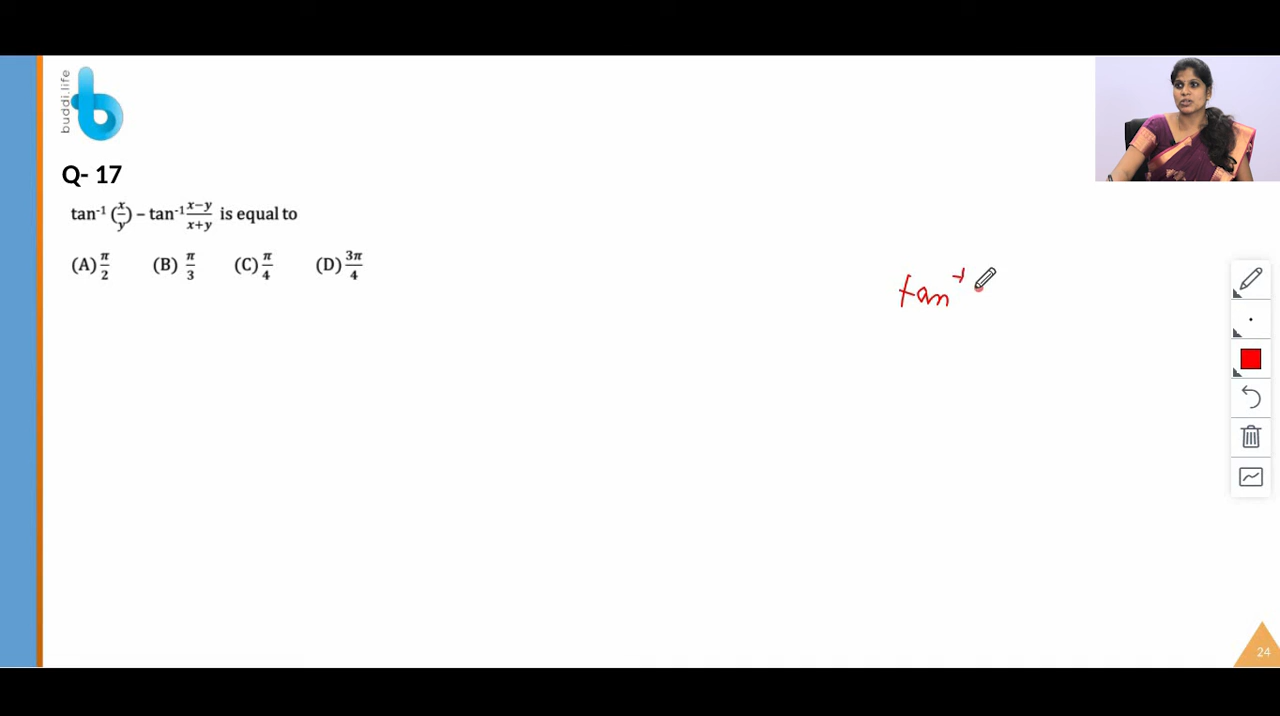 buddi.life
Q- 17
tan⁻¹ (x/y) – tan⁻¹ x−y/x+y is equal to
(A) π/2 (B) π/3 (C) π/4 (D) 3π/4
tan⁻¹
24